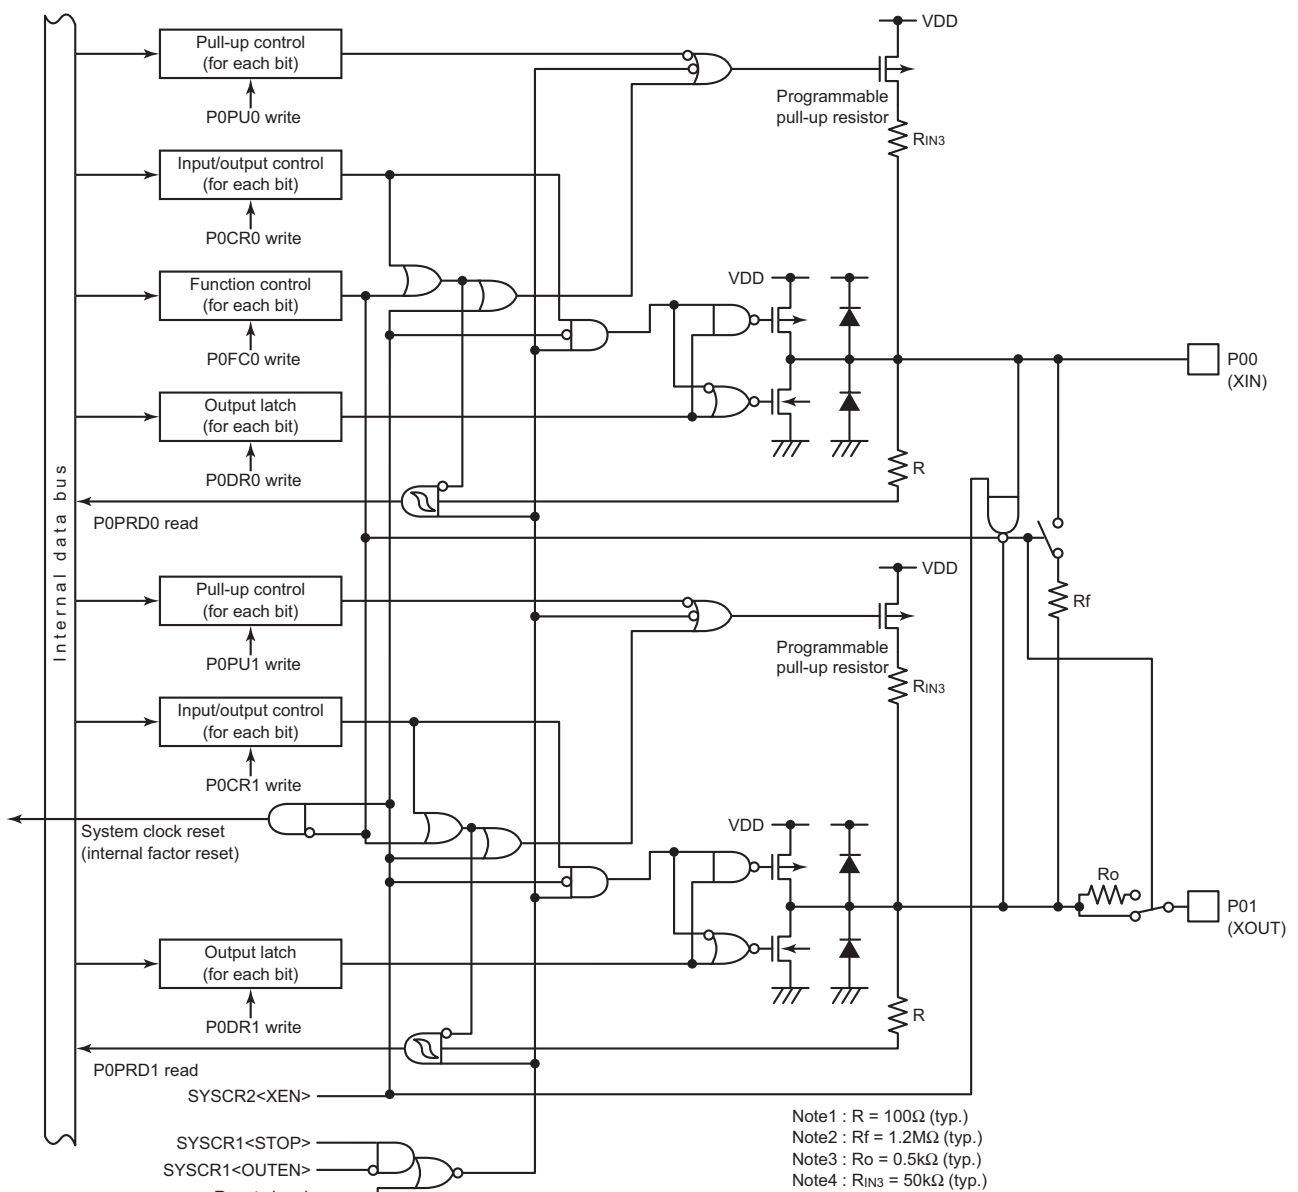 VDD
Pull-up control
(for each bit)
P0PU0 write
Programmable
pull-up resistor
RIN3
Input/output control
(for each bit)
P0CR0 write
Function control
(for each bit)
P0FC0 write
VDD
P00
(XIN)
Output latch
(for each bit)
P0DR0 write
R
P0PRD0 read
Internal data bus
VDD
Pull-up control
(for each bit)
P0PU1 write
Rf
Programmable
pull-up resistor
RIN3
Input/output control
(for each bit)
P0CR1 write
System clock reset
(internal factor reset)
VDD
Ro
P01
(XOUT)
Output latch
(for each bit)
P0DR1 write
R
P0PRD1 read
SYSCR2<XEN>
SYSCR1<STOP>
SYSCR1<OUTEN>
Note1 : R = 100Ω (typ.)
Note2 : Rf = 1.2MΩ (typ.)
Note3 : Ro = 0.5kΩ (typ.)
Note4 : RIN3 = 50kΩ (typ.)